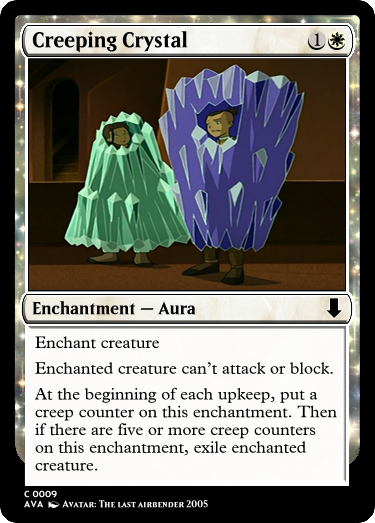 Creeping Crystal 1
Enchantment — Aura
Enchant creature
Enchanted creature can't attack or block.
At the beginning of each upkeep, put a
creep counter on this enchantment. Then
if there are five or more creep counters
on this enchantment, exile enchanted
creature.
C 0009
AVA Avatar: The last airbender 2005